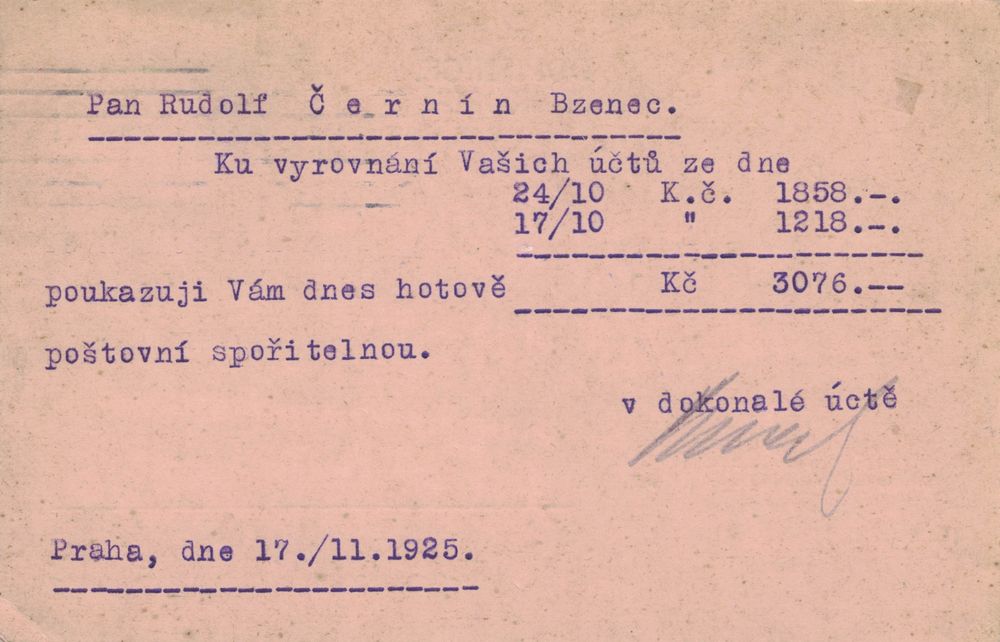 Pan Rudolf Černín Bzenec.
Ku vyrovnání Vašich účtů ze dne
24/10 K.č. 1858.-.
17/10 " 1218.-.
poukazuji Vám dnes hotově Kč 3076.--
poštovní spořitelnou.
v dokonalé úctě
Praha, dne 17./11.1925.